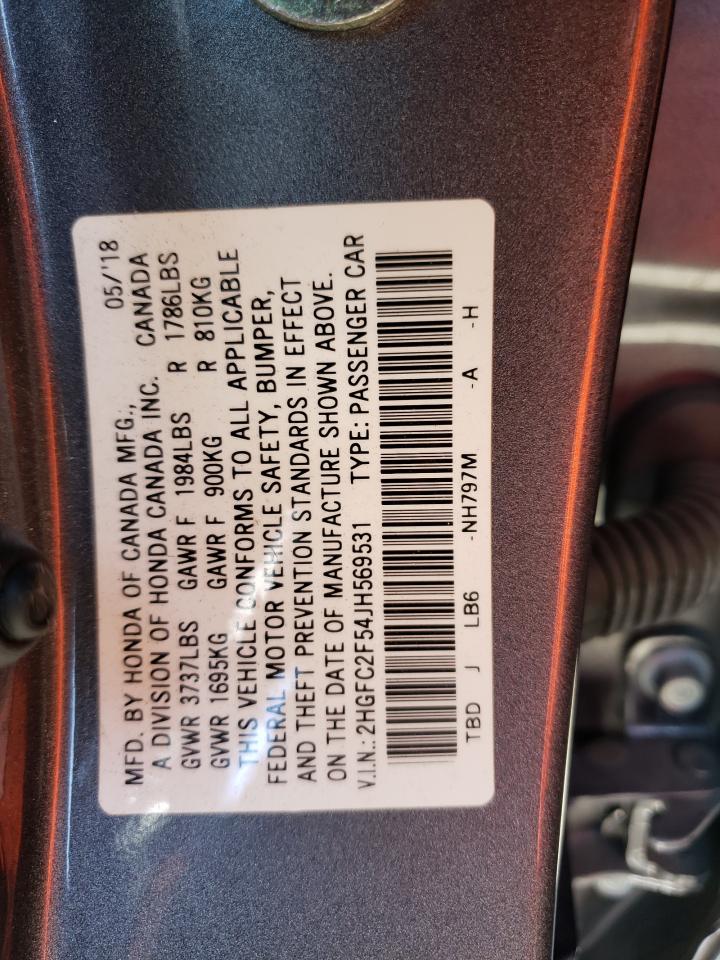 MFD. BY HONDA OF CANADA MFG., 05/'18
A DIVISION OF HONDA CANADA INC. CANADA
GVWR 3737LBS GAWR F 1984LBS R 1786LBS
GVWR 1695KG GAWR F 900KG R 810KG
THIS VEHICLE CONFORMS TO ALL APPLICABLE
FEDERAL MOTOR VEHICLE SAFETY, BUMPER,
AND THEFT PREVENTION STANDARDS IN EFFECT
ON THE DATE OF MANUFACTURE SHOWN ABOVE.
V.I.N.: 2HGFC2F54JH569531 TYPE: PASSENGER CAR
TBD J LB6 -NH797M -A -H